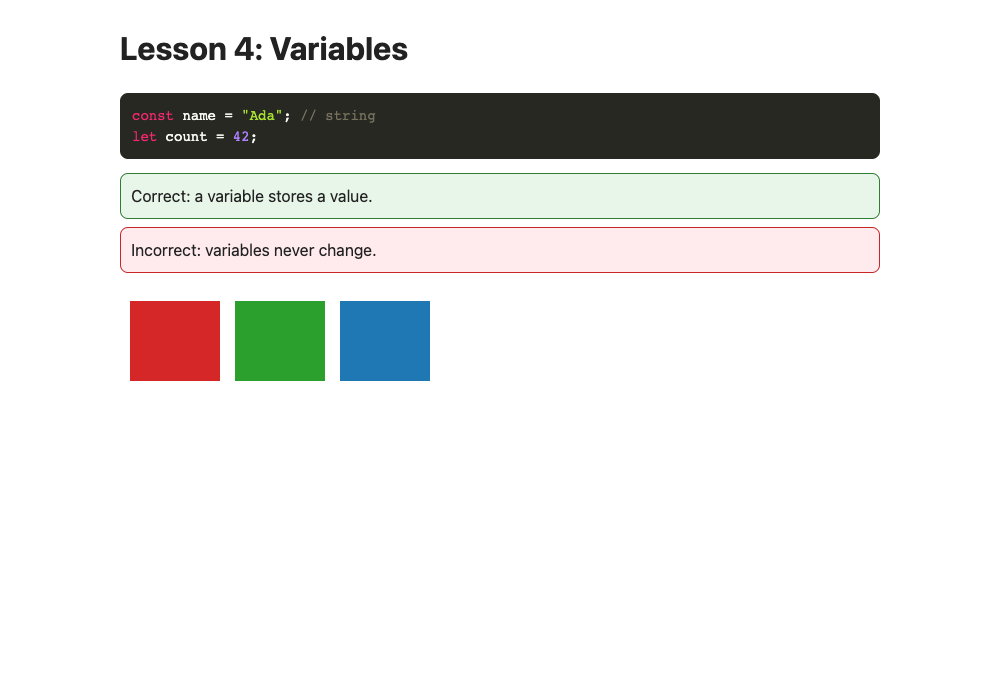 Lesson 4: Variables
const name = "Ada"; // string
let count = 42;
Correct: a variable stores a value.
Incorrect: variables never change.